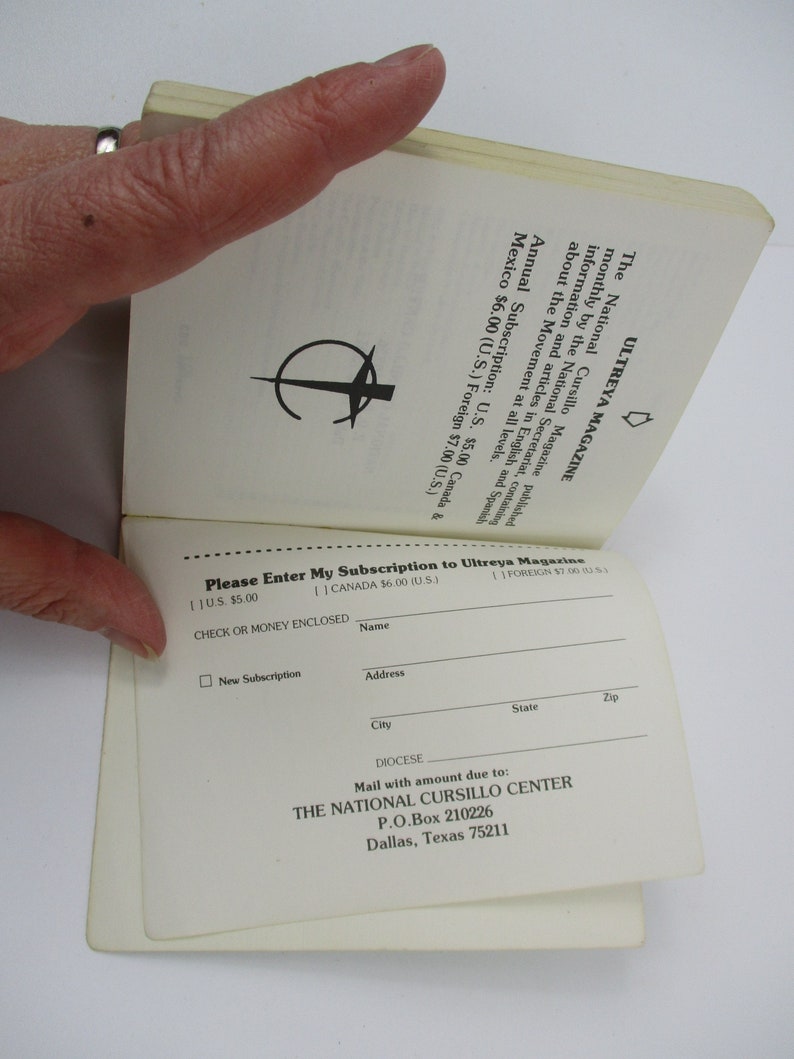 ULTREYA MAGAZINE
The National Cursillo Magazine published
monthly by the National Secretariat, containing
information and articles in English and Spanish
about the Movement at all levels.
Annual Subscription: U.S. $5.00 Canada &
Mexico $6.00 (U.S.) Foreign $7.00 (U.S.)
Please Enter My Subscription to Ultreya Magazine
[ ] U.S. $5.00 [ ] CANADA $6.00 (U.S.) [ ] FOREIGN $7.00 (U.S.)
CHECK OR MONEY ENCLOSED
Name
New Subscription
Address
City State Zip
DIOCESE
Mail with amount due to:
THE NATIONAL CURSILLO CENTER
P.O.Box 210226
Dallas, Texas 75211